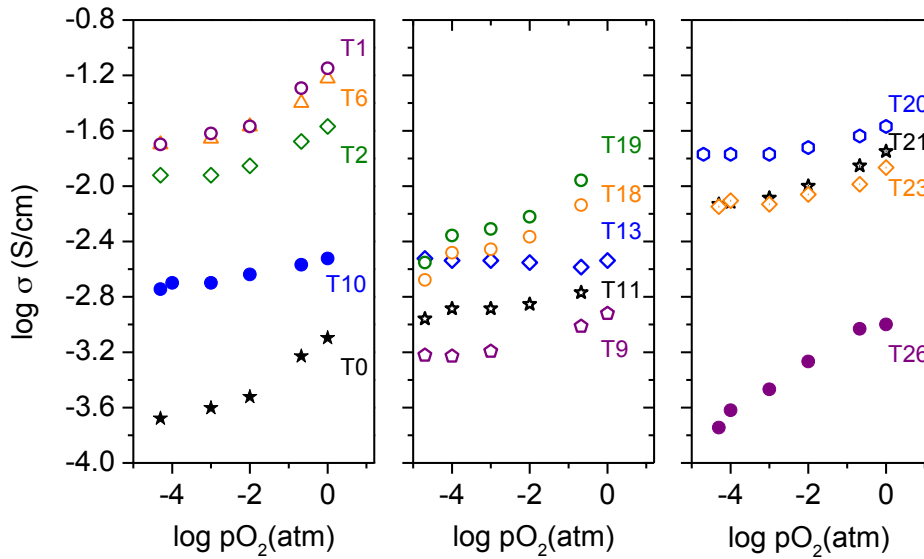 log σ (S/cm)
-0.8
-1.2
-1.6
-2.0
-2.4
-2.8
-3.2
-3.6
-4.0
T1
T6
T2
T10
T0
-4 -2 0
log pO₂(atm)
T19
T18
T13
T11
T9
-4 -2 0
log pO₂(atm)
T20
T21
T23
T26
-4 -2 0
log pO₂(atm)